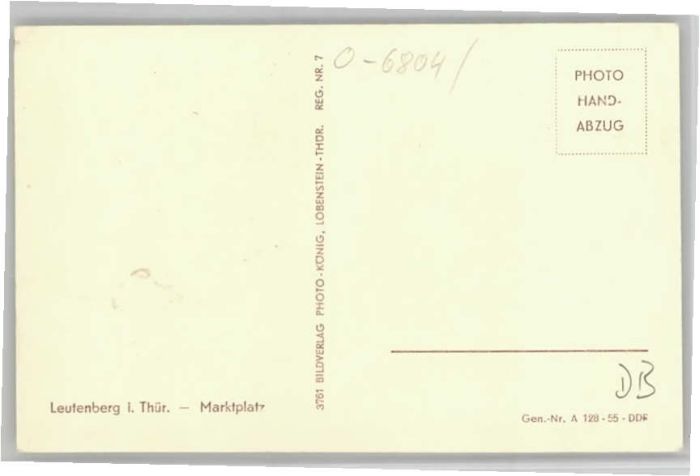 O-6804/
PHOTO
HAND-
ABZUG
3761 BILDVERLAG PHOTO-KÖNIG, LOBENSTEIN-THÜR. REG. NR. 7
DB
Leutenberg i. Thür. — Marktplatz
Gen.-Nr. A 128-55-DDR